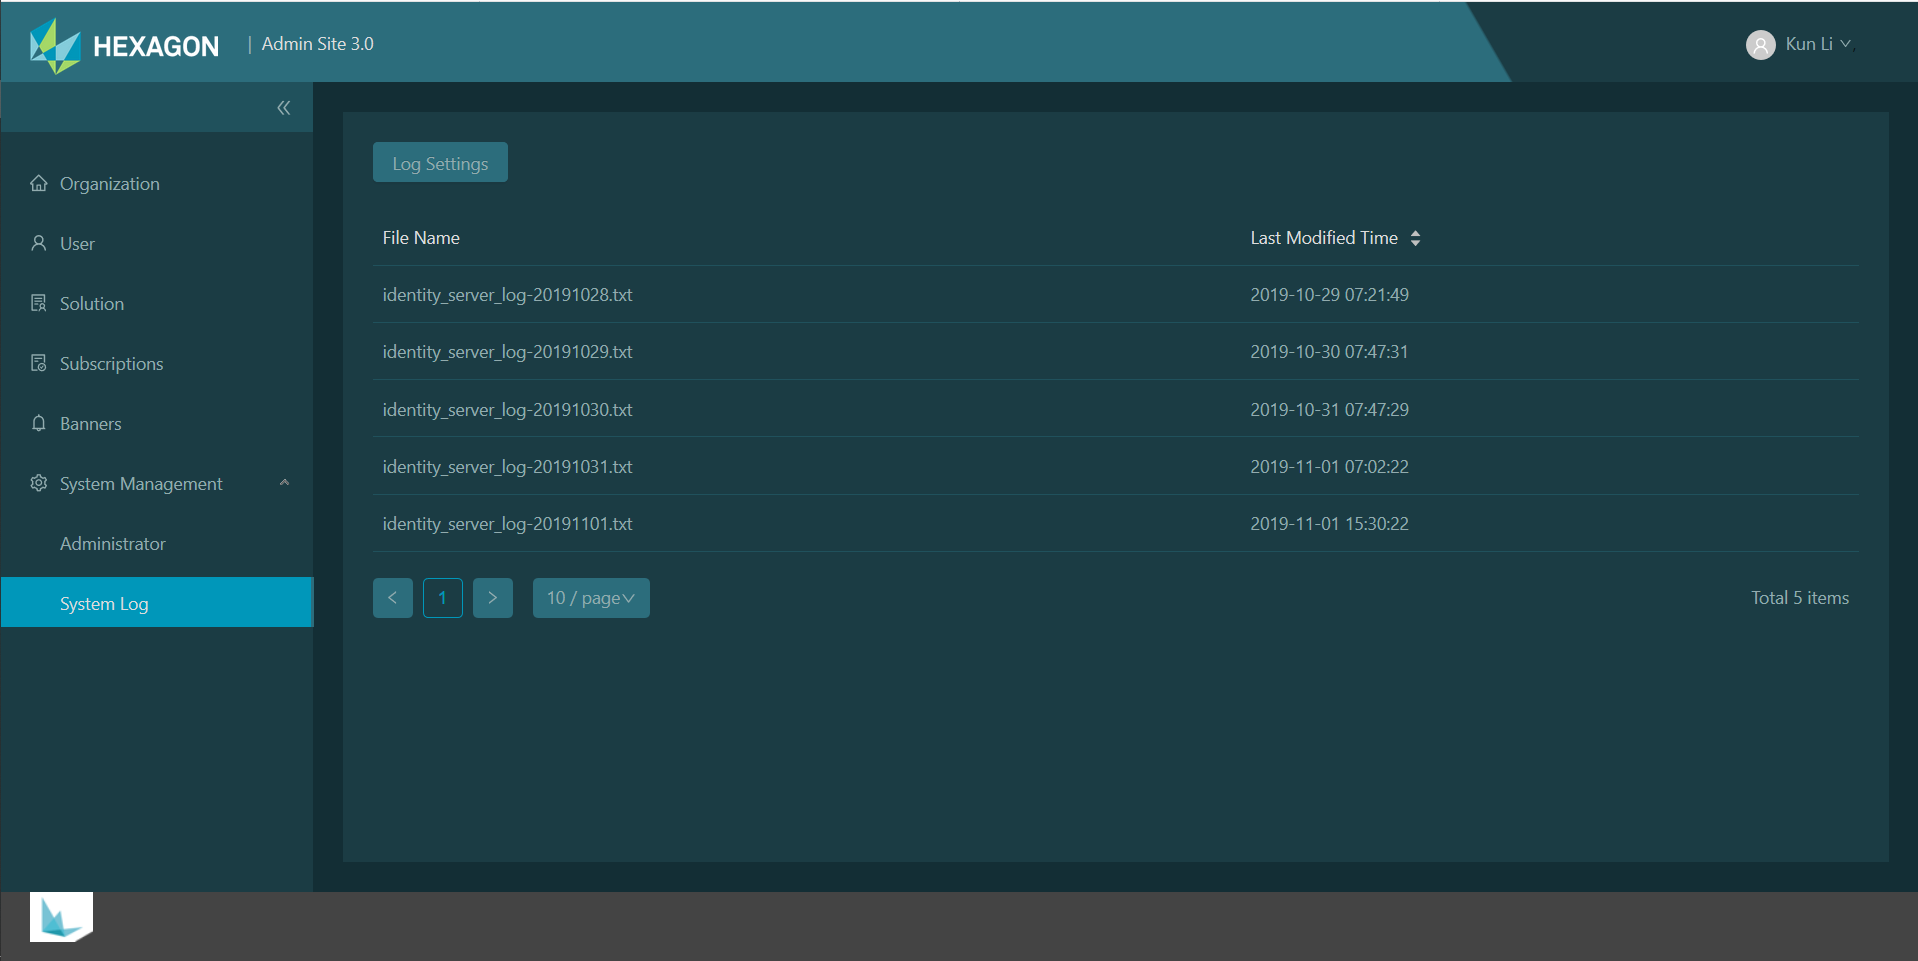 HEXAGON | Admin Site 3.0
Kun Li
Organization
User
Solution
Subscriptions
Banners
System Management
Administrator
System Log
Log Settings
File Name Last Modified Time
identity_server_log-20191028.txt 2019-10-29 07:21:49
identity_server_log-20191029.txt 2019-10-30 07:47:31
identity_server_log-20191030.txt 2019-10-31 07:47:29
identity_server_log-20191031.txt 2019-11-01 07:02:22
identity_server_log-20191101.txt 2019-11-01 15:30:22
< 1 > 10 / page Total 5 items